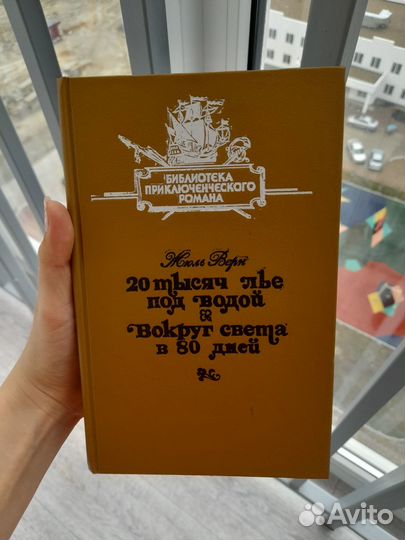 БИБЛИОТЕКА
ПРИКЛЮЧЕНЧЕСКОГО
РОМАНА
Жюль Верн
20 тысяч лье
под водой
Вокруг света
в 80 дней
Avito